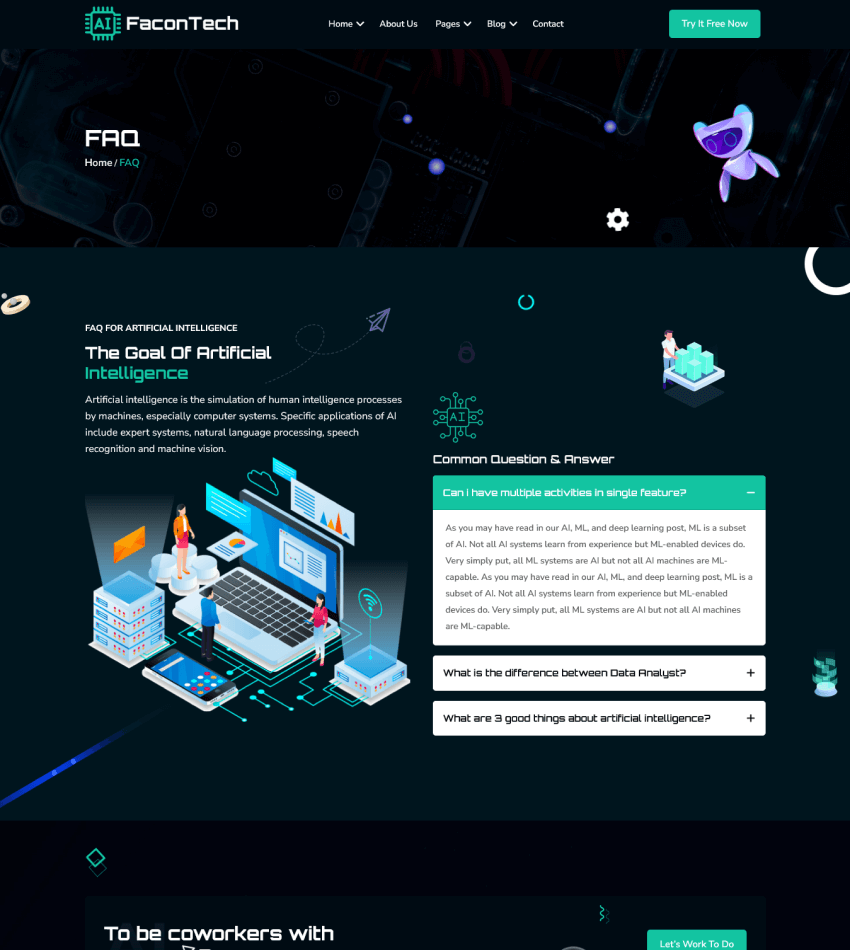 AI FaconTech
Home
About Us
Pages
Blog
Contact
Try It Free Now
FAQ
Home / FAQ
FAQ FOR ARTIFICIAL INTELLIGENCE
The Goal Of Artificial
Intelligence
Artificial intelligence is the simulation of human intelligence processes
by machines, especially computer systems. Specific applications of AI
include expert systems, natural language processing, speech
recognition and machine vision.
AI
Common Question & Answer
Can I have multiple activities in single feature?
As you may have read in our AI, ML, and deep learning post, ML is a subset
of AI. Not all AI systems learn from experience but ML-enabled devices do.
Very simply put, all ML systems are AI but not all AI machines are ML-
capable. As you may have read in our AI, ML, and deep learning post, ML is a
subset of AI. Not all AI systems learn from experience but ML-enabled
devices do. Very simply put, all ML systems are AI but not all AI machines
are ML-capable.
What is the difference between Data Analyst?
What are 3 good things about artificial intelligence?
To be coworkers with
Let's Work To Do